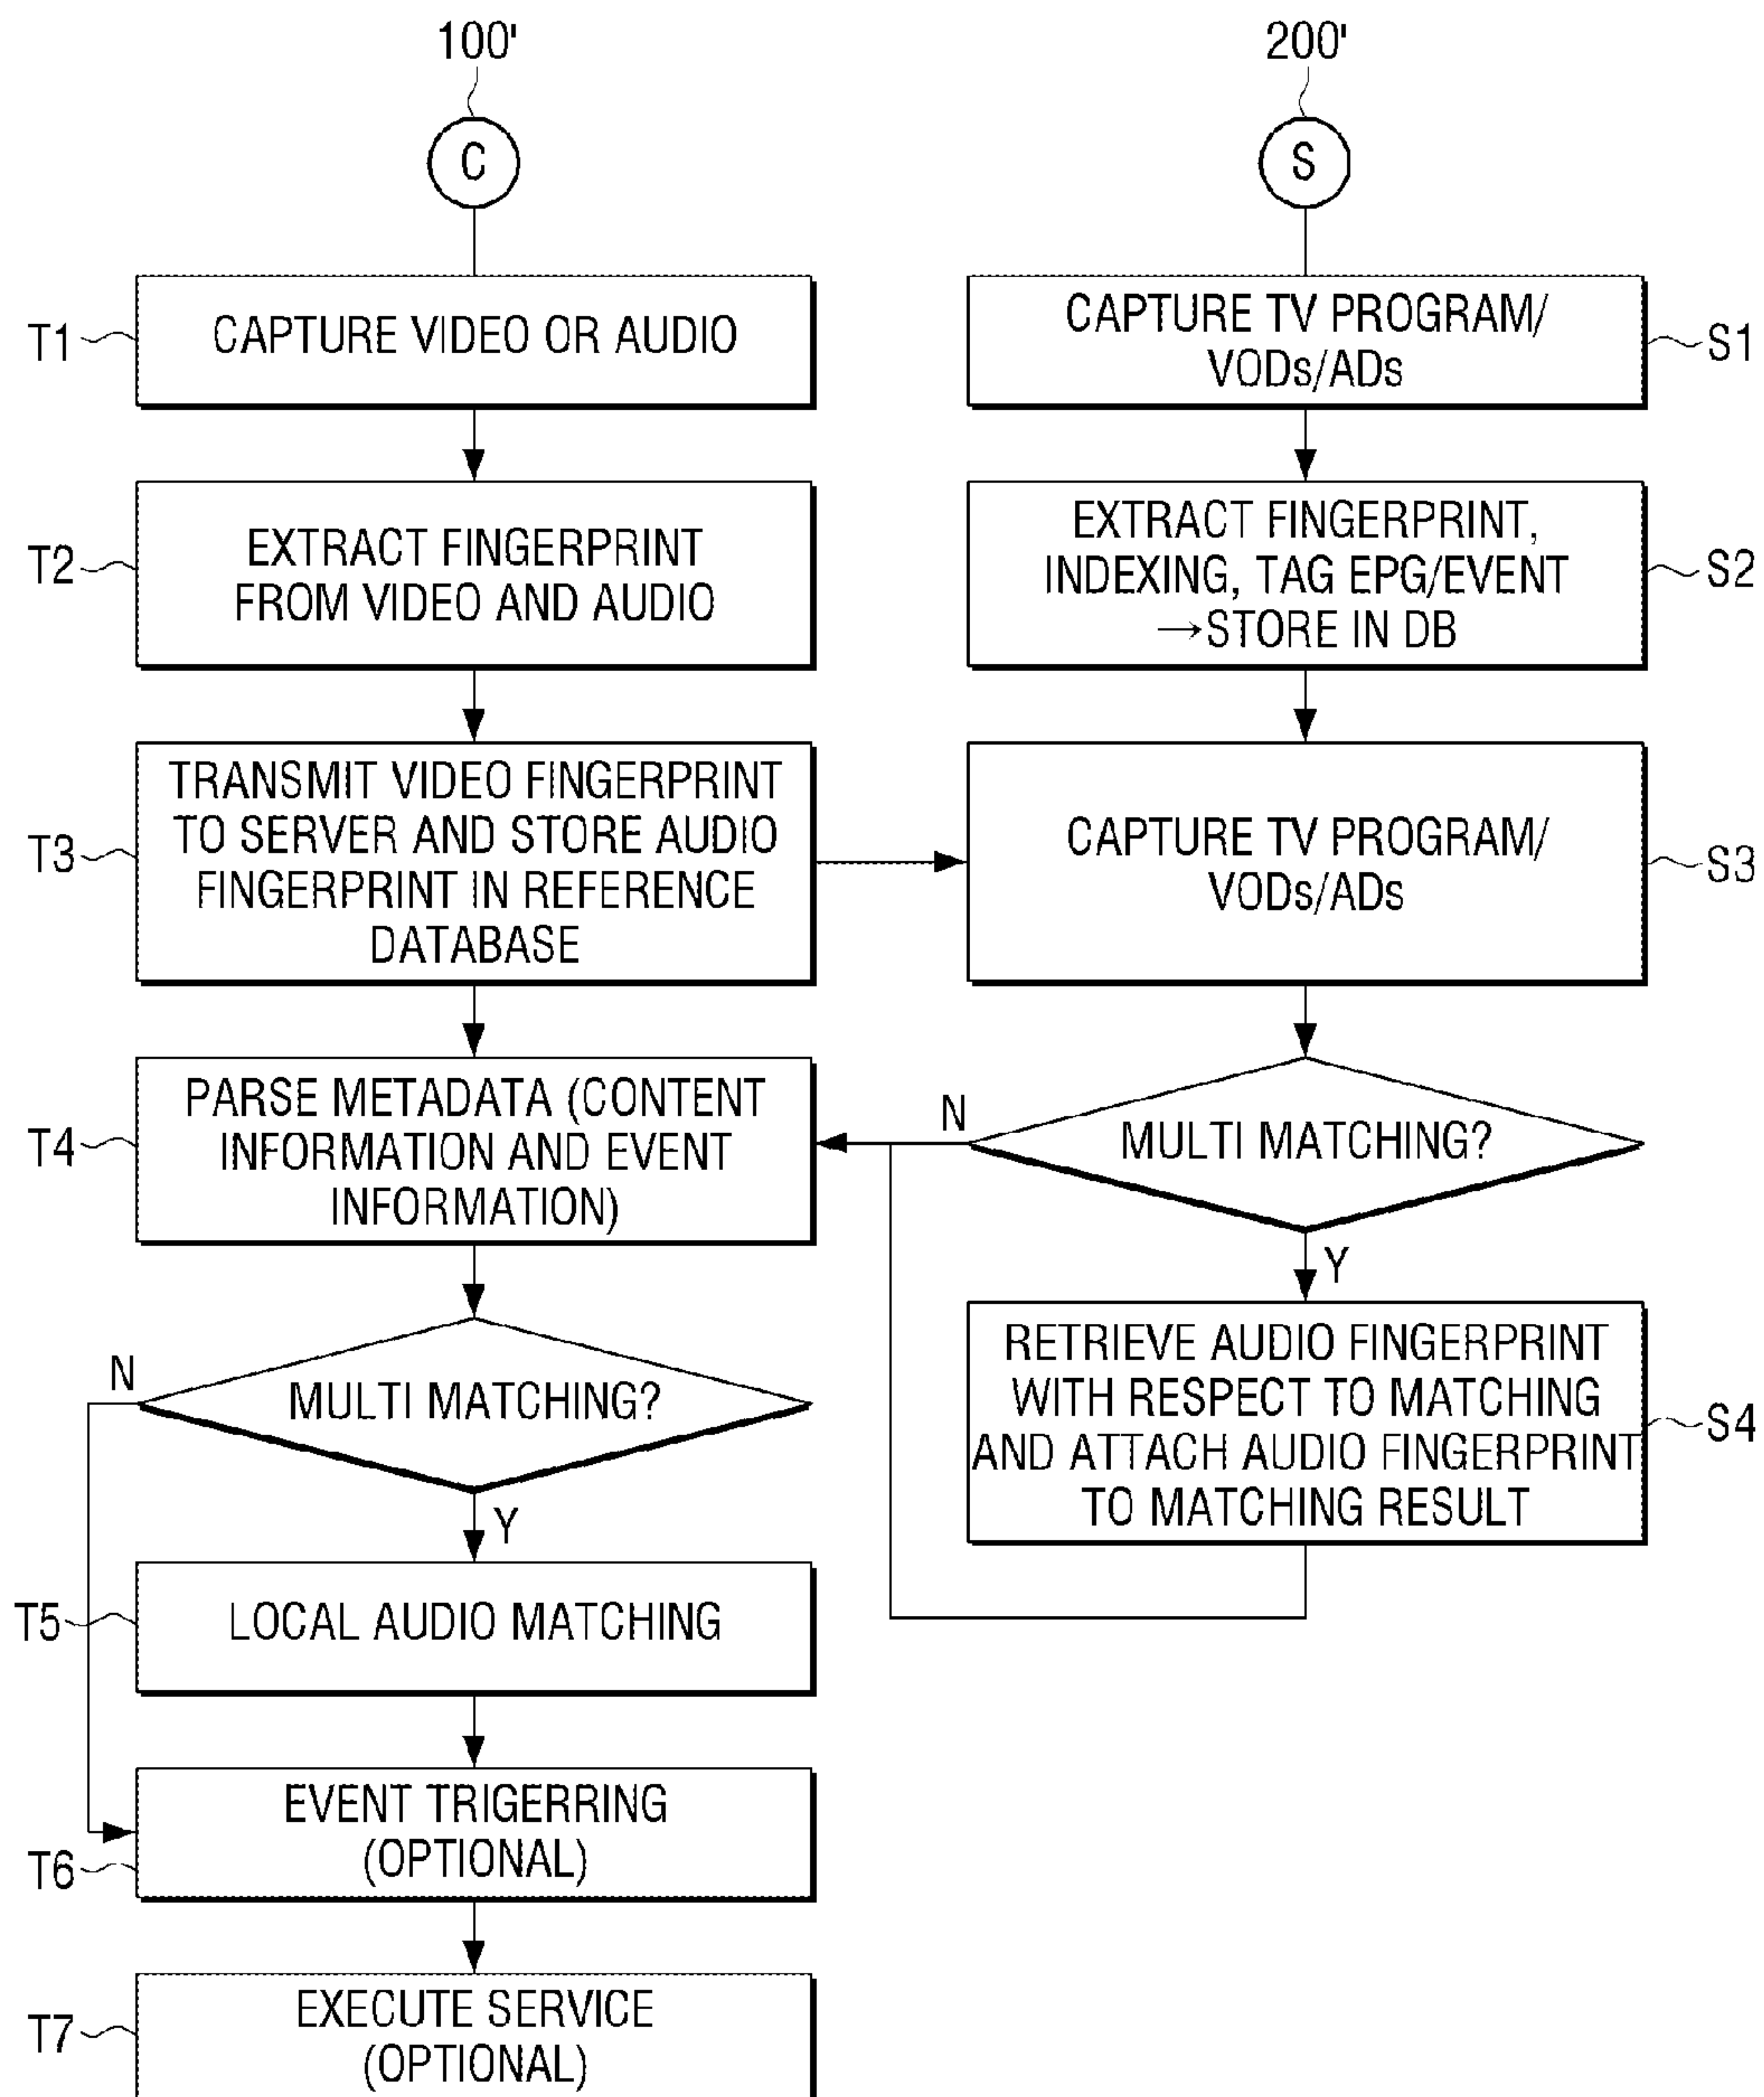 100'
200'
C
S
T1
CAPTURE VIDEO OR AUDIO
CAPTURE TV PROGRAM/
VODs/ADs
S1
T2
EXTRACT FINGERPRINT
FROM VIDEO AND AUDIO
EXTRACT FINGERPRINT,
INDEXING, TAG EPG/EVENT
→STORE IN DB
S2
T3
TRANSMIT VIDEO FINGERPRINT
TO SERVER AND STORE AUDIO
FINGERPRINT IN REFERENCE
DATABASE
CAPTURE TV PROGRAM/
VODs/ADs
S3
T4
PARSE METADATA (CONTENT
INFORMATION AND EVENT
INFORMATION)
N
MULTI MATCHING?
Y
N
MULTI MATCHING?
Y
RETRIEVE AUDIO FINGERPRINT
WITH RESPECT TO MATCHING
AND ATTACH AUDIO FINGERPRINT
TO MATCHING RESULT
S4
T5
LOCAL AUDIO MATCHING
T6
EVENT TRIGERRING
(OPTIONAL)
T7
EXECUTE SERVICE
(OPTIONAL)